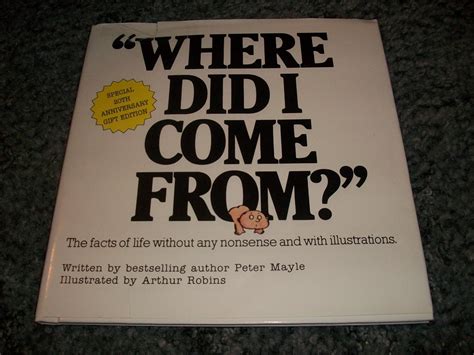 "WHERE
DID I
COME
FROM?"
SPECIAL
20TH
ANNIVERSARY
GIFT EDITION
The facts of life without any nonsense and with illustrations.
Written by bestselling author Peter Mayle
Illustrated by Arthur Robins